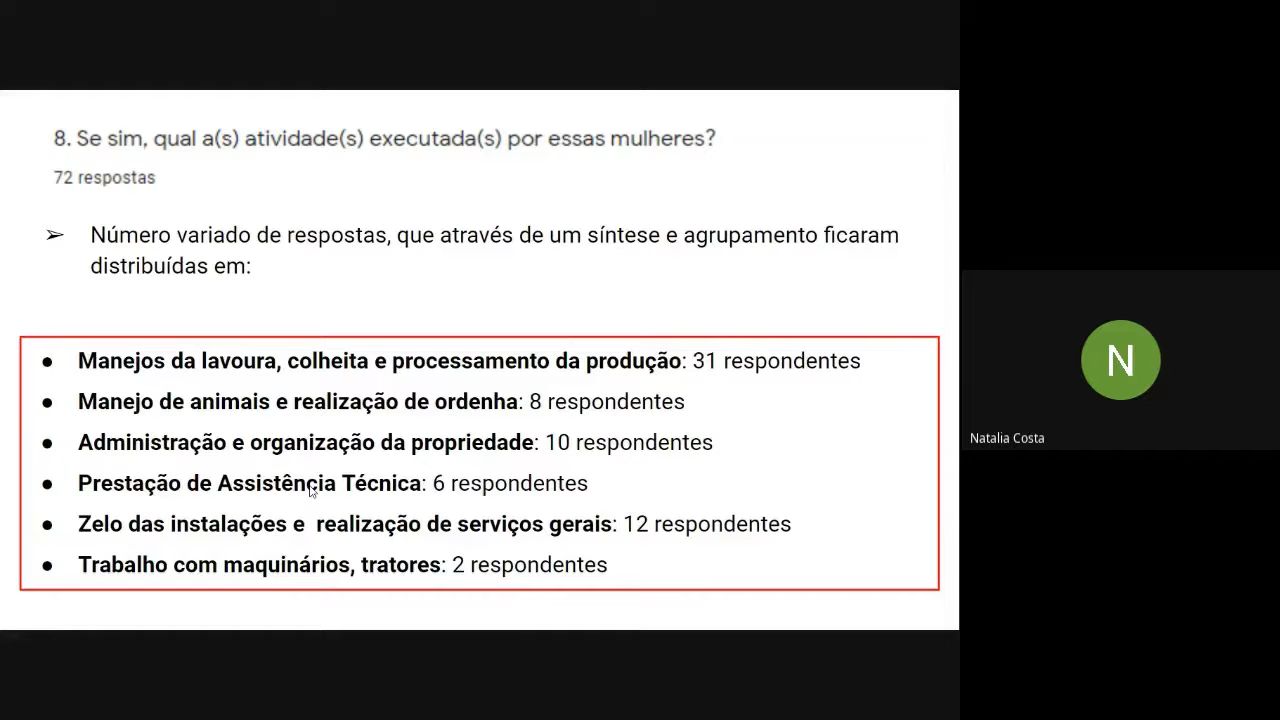 8. Se sim, qual a(s) atividade(s) executada(s) por essas mulheres?
72 respostas
➢ Número variado de respostas, que através de um síntese e agrupamento ficaram
distribuídas em:
● Manejos da lavoura, colheita e processamento da produção: 31 respondentes
● Manejo de animais e realização de ordenha: 8 respondentes
● Administração e organização da propriedade: 10 respondentes
● Prestação de Assistência Técnica: 6 respondentes
● Zelo das instalações e  realização de serviços gerais: 12 respondentes
● Trabalho com maquinários, tratores: 2 respondentes
N
Natalia Costa